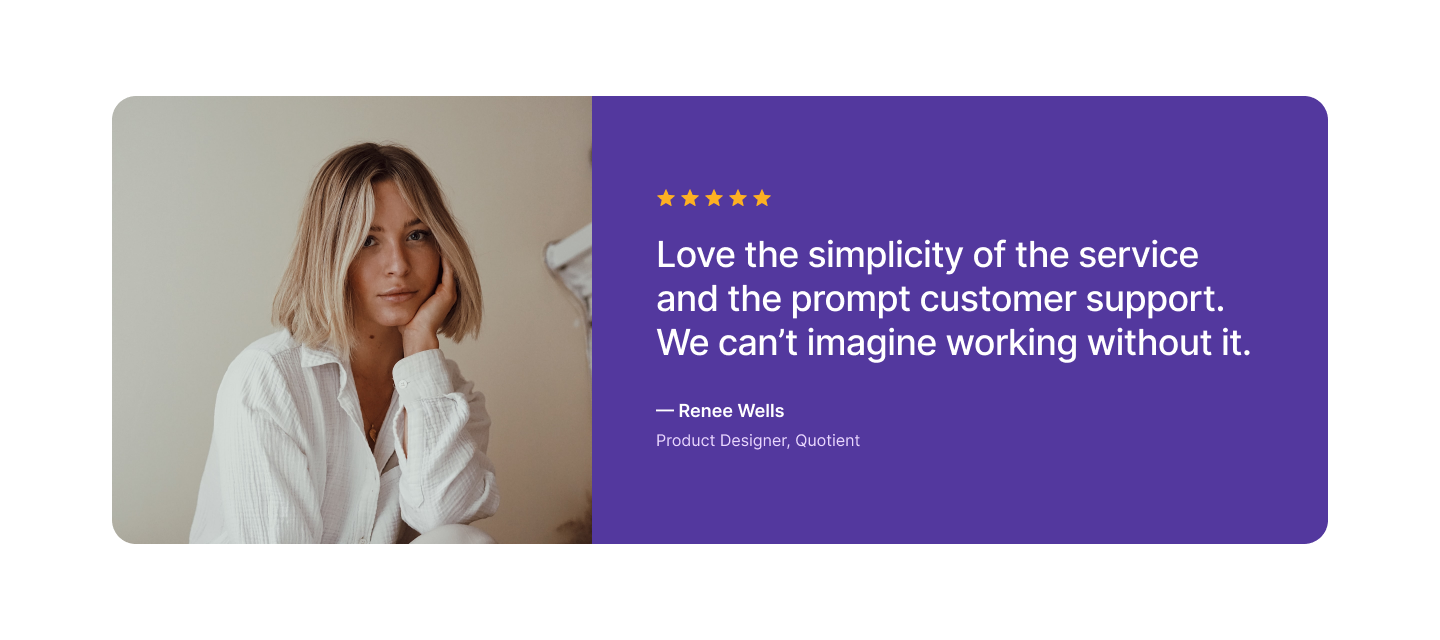 Love the simplicity of the service
and the prompt customer support.
We can’t imagine working without it.
— Renee Wells
Product Designer, Quotient